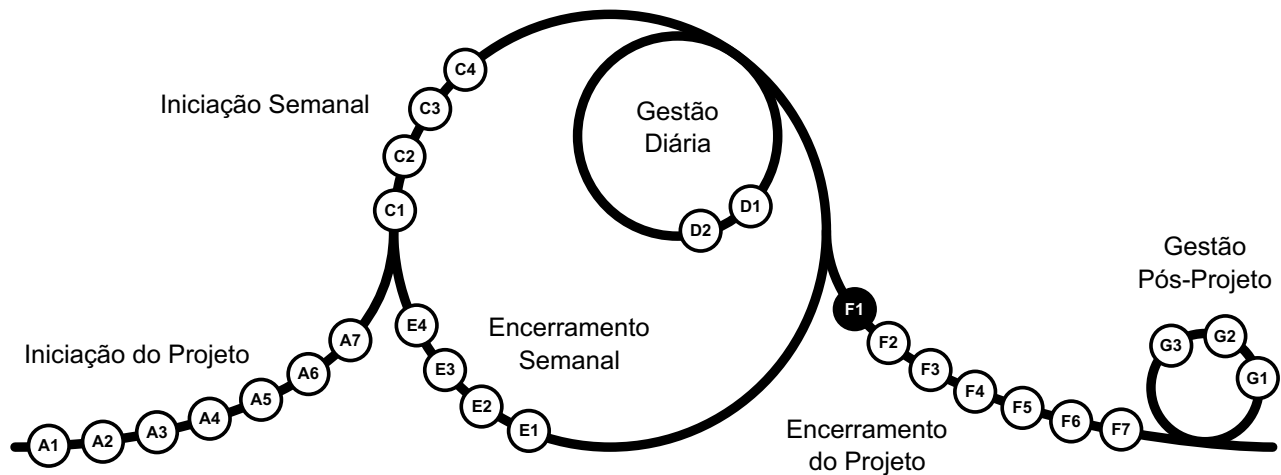 Iniciação do Projeto
A1
A2
A3
A4
A5
A6
A7
Iniciação Semanal
C1
C2
C3
C4
Gestão
Diária
D1
D2
Encerramento
Semanal
E1
E2
E3
E4
Encerramento
do Projeto
F1
F2
F3
F4
F5
F6
F7
Gestão
Pós-Projeto
G1
G2
G3